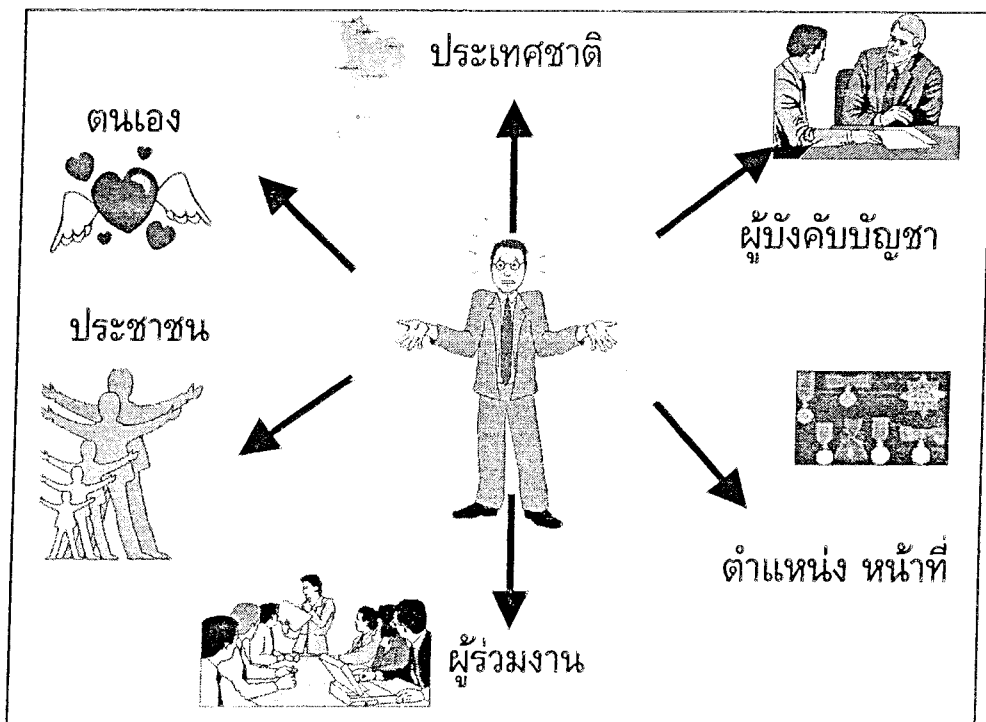 ประเทศชาติ
ตนเอง
ผู้บังคับบัญชา
ประชาชน
ตำแหน่ง หน้าที่
ผู้ร่วมงาน